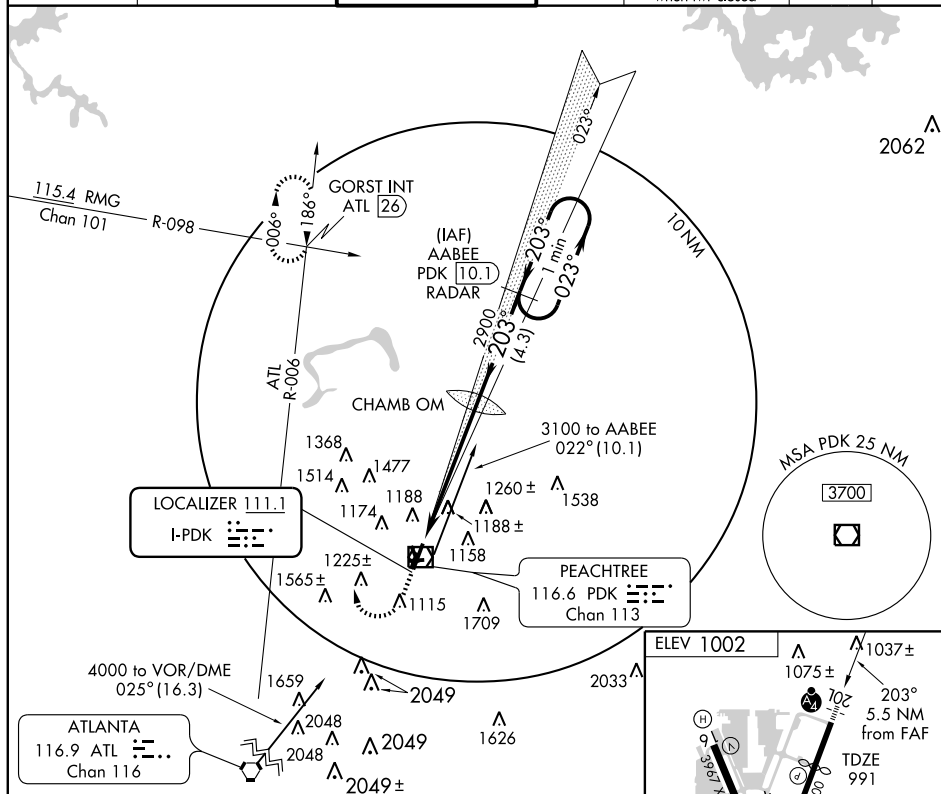 2062
115.4 RMG
Chan 101
R-098
006°
186°
GORST INT
ATL 26
023°
10 NM
(IAF)
AABEE
PDK 10.1
RADAR
203°
1 min
023°
2900
203°
(4.3)
ATL
R-006
CHAMB OM
3100 to AABEE
022° (10.1)
1368
1514
1477
1174
1188
1260 ±
1538
1188 ±
1158
LOCALIZER 111.1
I-PDK
MSA PDK 25 NM
3700
1225±
1565±
1115
1709
PEACHTREE
116.6 PDK
Chan 113
4000 to VOR/DME
025° (16.3)
1659
2049
2033
2048
2048
2049
1626
2049±
ATLANTA
116.9 ATL
Chan 116
ELEV 1002
1075±
1037±
A4
20L
203°
5.5 NM
from FAF
TDZE
991
H
9
V
P
3967 X